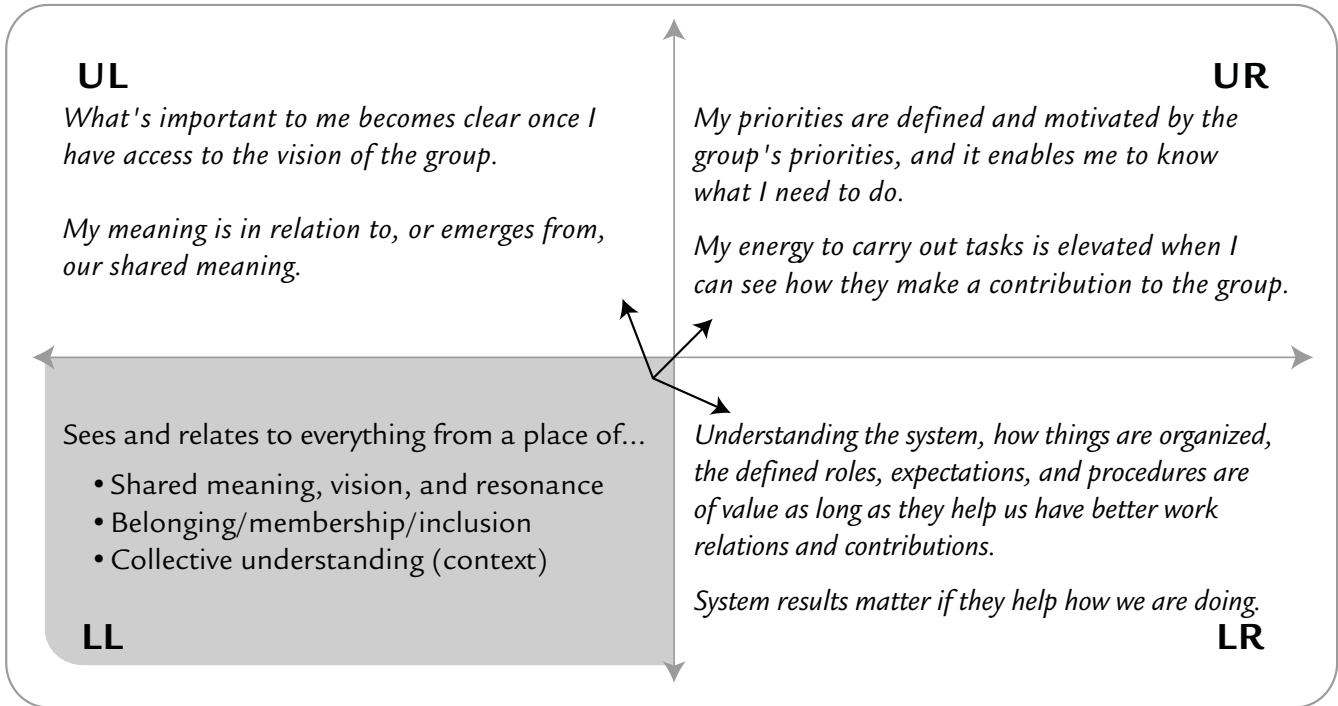 UL
What's important to me becomes clear once I
have access to the vision of the group.
My meaning is in relation to, or emerges from,
our shared meaning.
UR
My priorities are defined and motivated by the
group's priorities, and it enables me to know
what I need to do.
My energy to carry out tasks is elevated when I
can see how they make a contribution to the group.
Sees and relates to everything from a place of...
• Shared meaning, vision, and resonance
• Belonging/membership/inclusion
• Collective understanding (context)
LL
Understanding the system, how things are organized,
the defined roles, expectations, and procedures are
of value as long as they help us have better work
relations and contributions.
System results matter if they help how we are doing.
LR